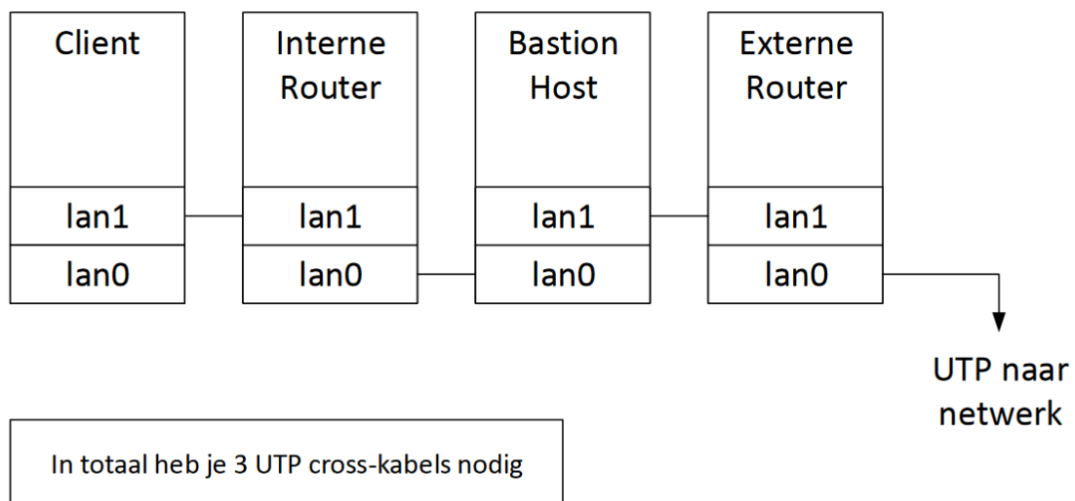 Client
Interne
Router
Bastion
Host
Externe
Router
lan1
lan1
lan1
lan1
lan0
lan0
lan0
lan0
UTP naar
netwerk
In totaal heb je 3 UTP cross-kabels nodig